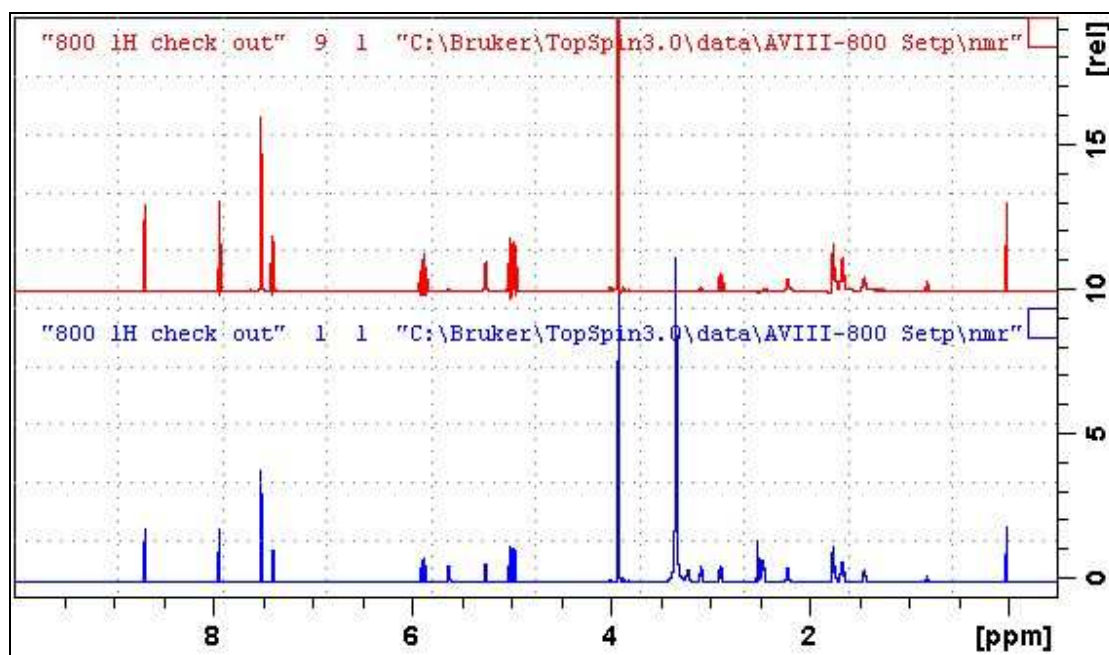 "800 1H check out" 9 1 "C:\Bruker\TopSpin3.0\data\AVIII-800 Setp\nmr"
[rel]
15
10
"800 1H check out" 1 1 "C:\Bruker\TopSpin3.0\data\AVIII-800 Setp\nmr"
5
0
8 6 4 2 [ppm]